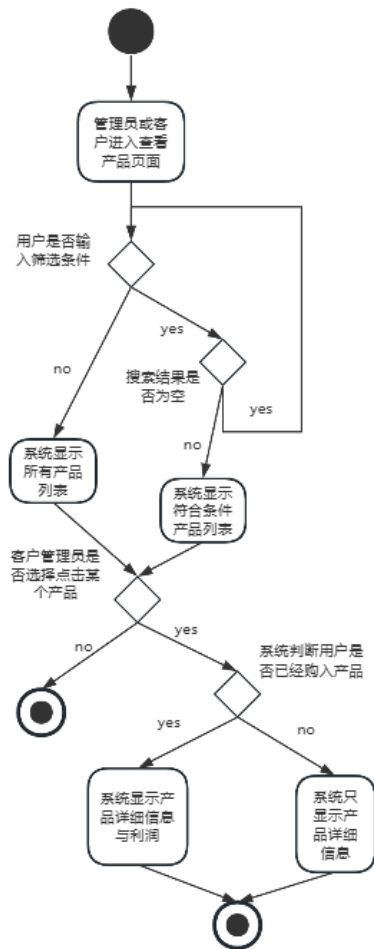 管理员或客
户进入查看
产品页面
用户是否输
入筛选条件
yes
no
搜索结果是
否为空
yes
no
系统显示
所有产品
列表
系统显示
符合条件
产品列表
客户管理员是
否选择点击某
个产品
no
yes
系统判断用户是
否已经购入产品
yes
no
系统显示产
品详细信息
与利润
系统只
显示产
品详细
信息